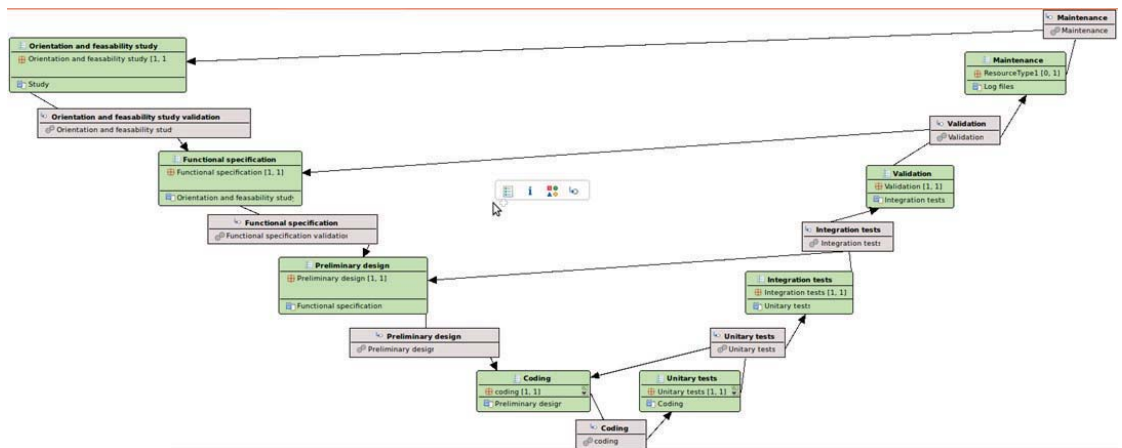 Maintenance
Maintenance
Orientation and feasability study
Orientation and feasability study [1, 1
Study
Maintenance
ResourceType1 [0, 1]
Log files
Orientation and feasability study validation
Orientation and feasability stud
Validation
Validation
Functional specification
Functional specification [1, 1]
Orientation and feasability study
Validation
Validation [1, 1]
Integration tests
Functional specification
Functional specification validation
Integration tests
Integration tests
Preliminary design
Preliminary design [1, 1]
Functional specification
Integration tests
Integration tests [1, 1]
Unitary tests
Preliminary design
Preliminary design
Unitary tests
Unitary tests
Coding
coding [1, 1]
Preliminary design
Unitary tests
Unitary tests [1, 1]
Coding
Coding
coding